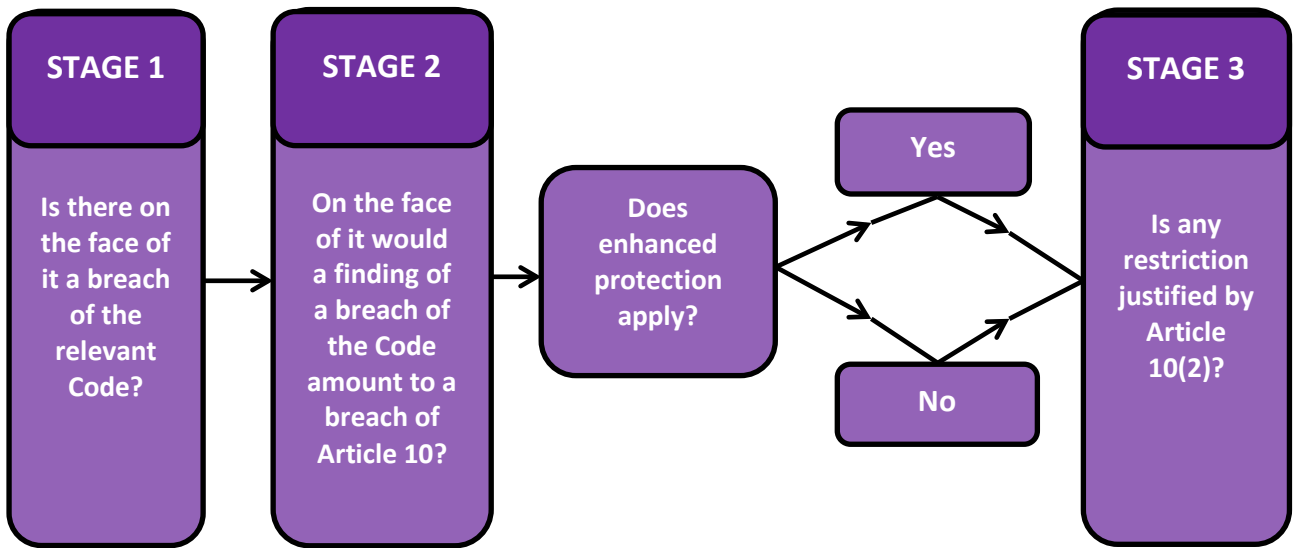 STAGE 1
Is there on
the face of
it a breach
of the
relevant
Code?
STAGE 2
On the face
of it would
a finding of
a breach of
the Code
amount to a
breach of
Article 10?
Does
enhanced
protection
apply?
Yes
No
STAGE 3
Is any
restriction
justified by
Article
10(2)?